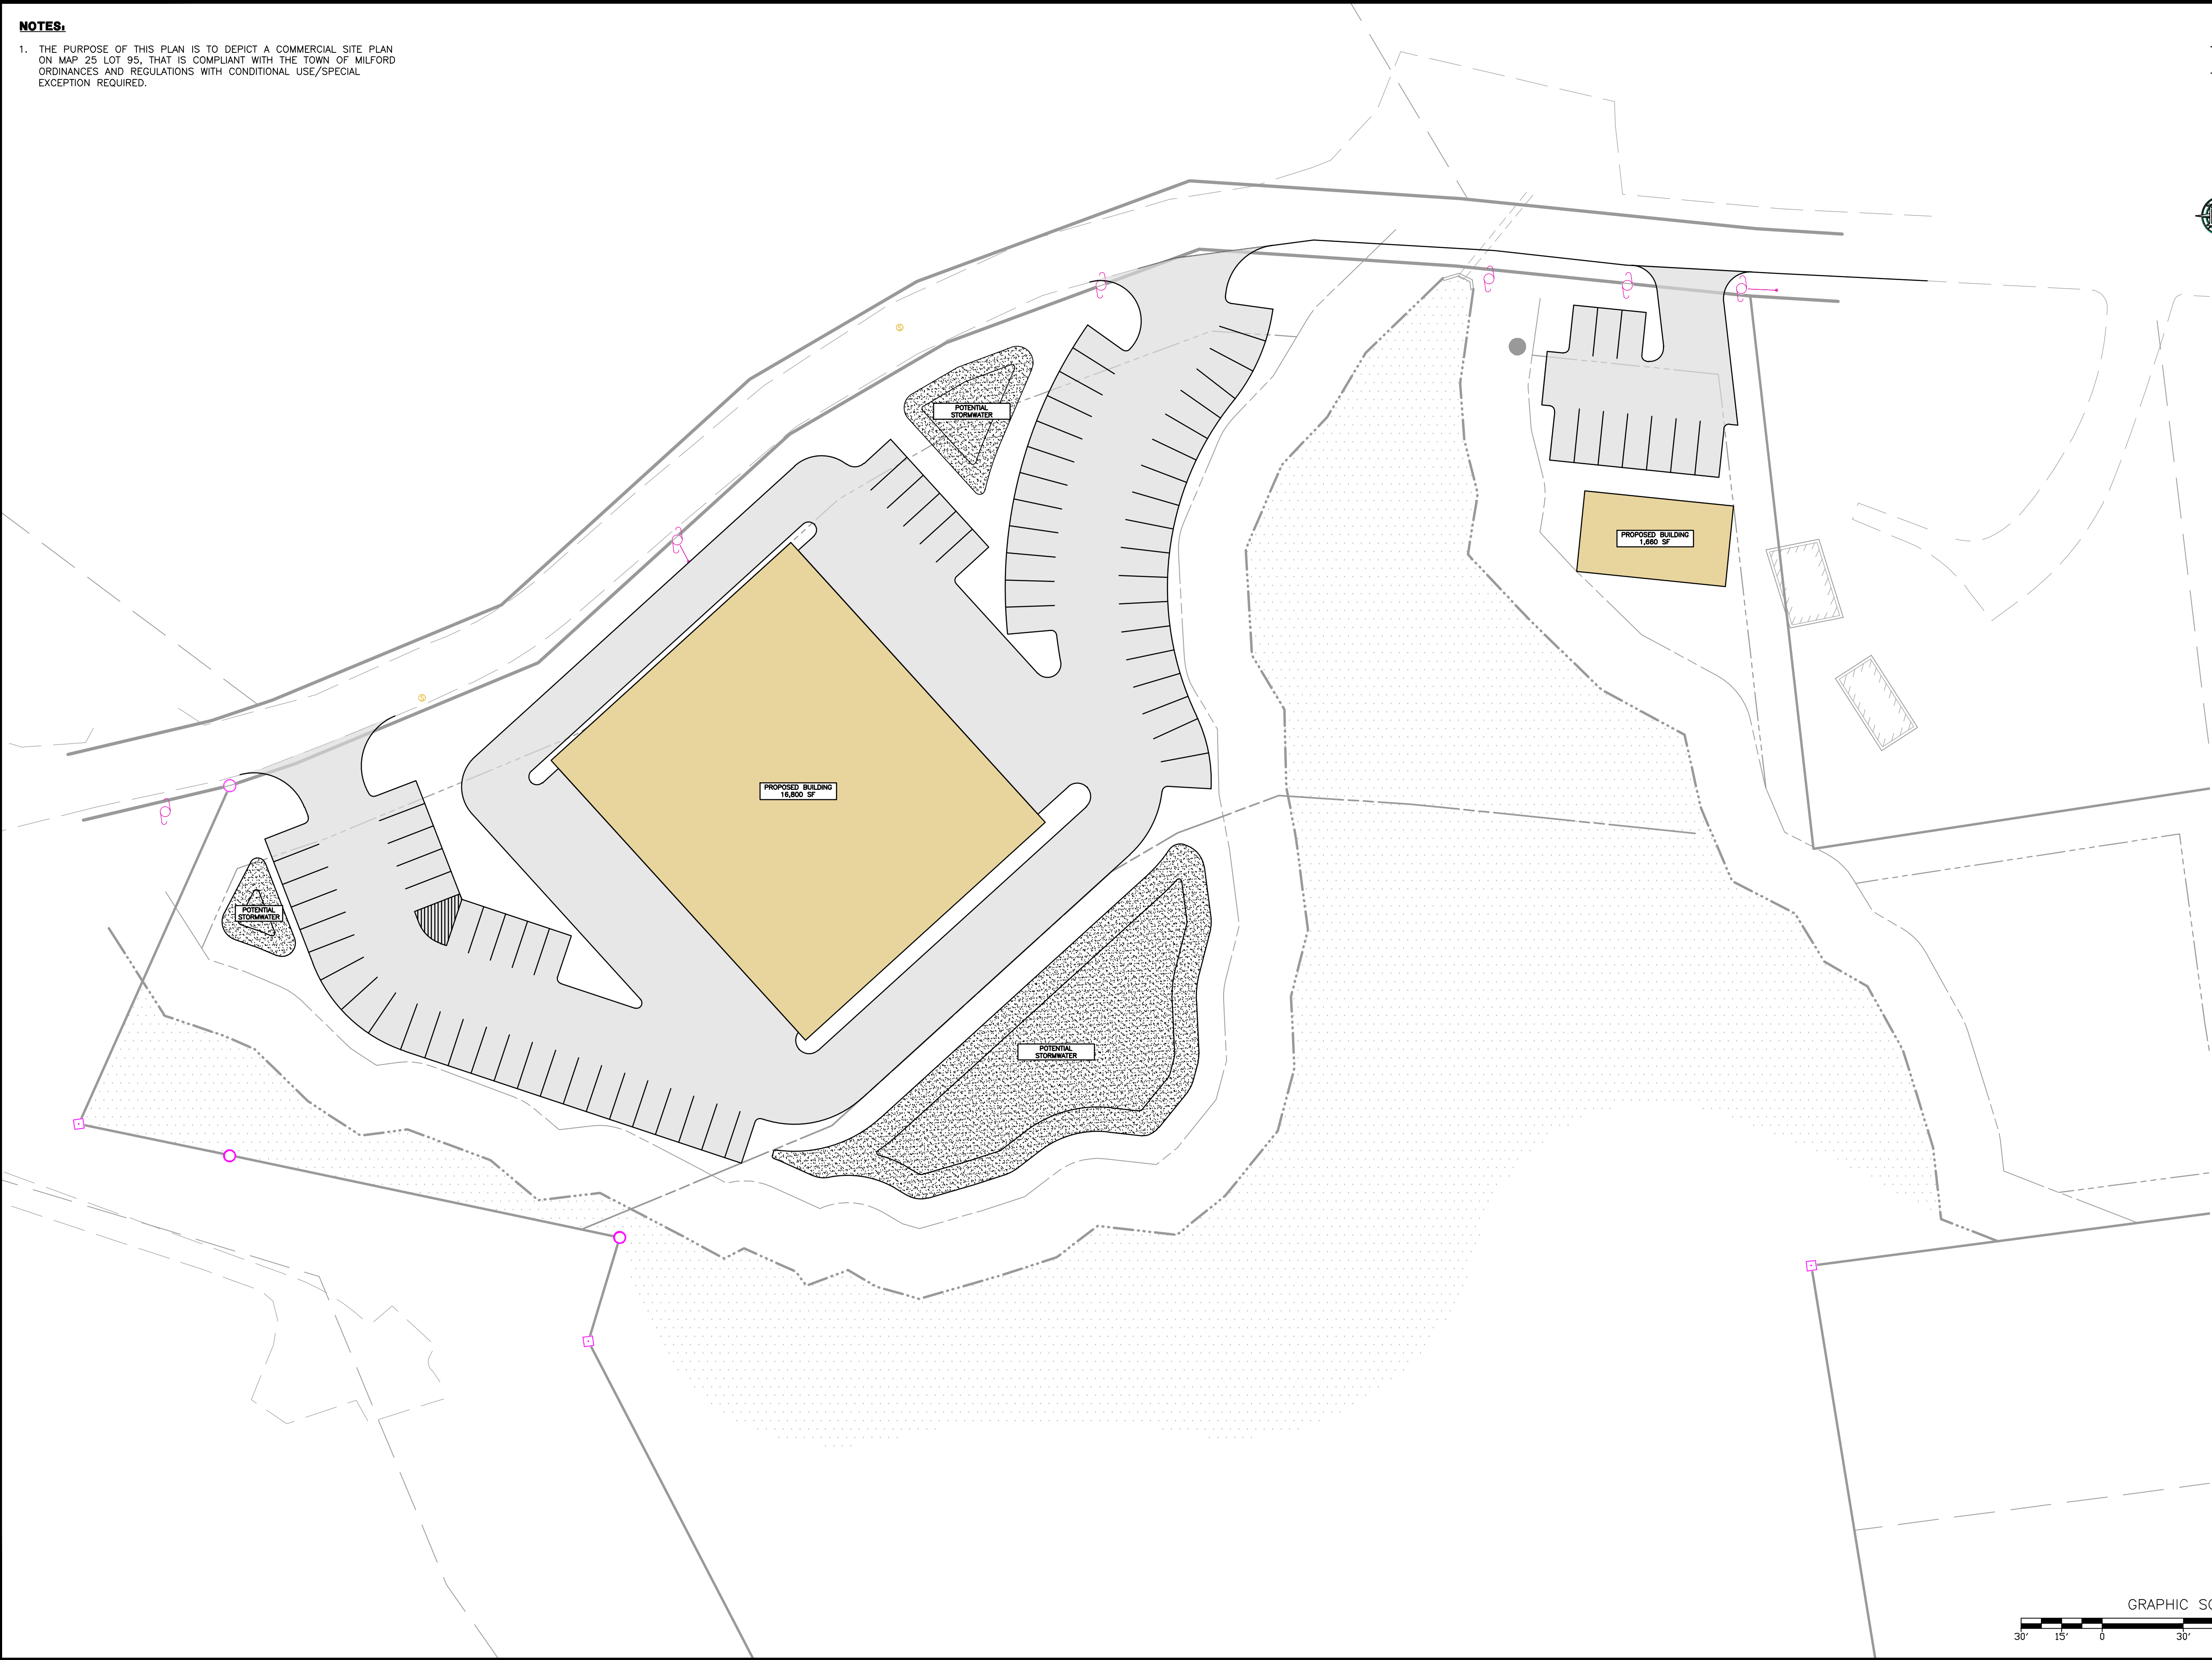 NOTES:
1. THE PURPOSE OF THIS PLAN IS TO DEPICT A COMMERCIAL SITE PLAN
ON MAP 25 LOT 95, THAT IS COMPLIANT WITH THE TOWN OF MILFORD
ORDINANCES AND REGULATIONS WITH CONDITIONAL USE/SPECIAL
EXCEPTION REQUIRED.
POTENTIAL
STORMWATER
PROPOSED BUILDING
1,660 SF
PROPOSED BUILDING
16,800 SF
POTENTIAL
STORMWATER
POTENTIAL
STORMWATER
S
S
GRAPHIC SC
30' 15' 0 30'